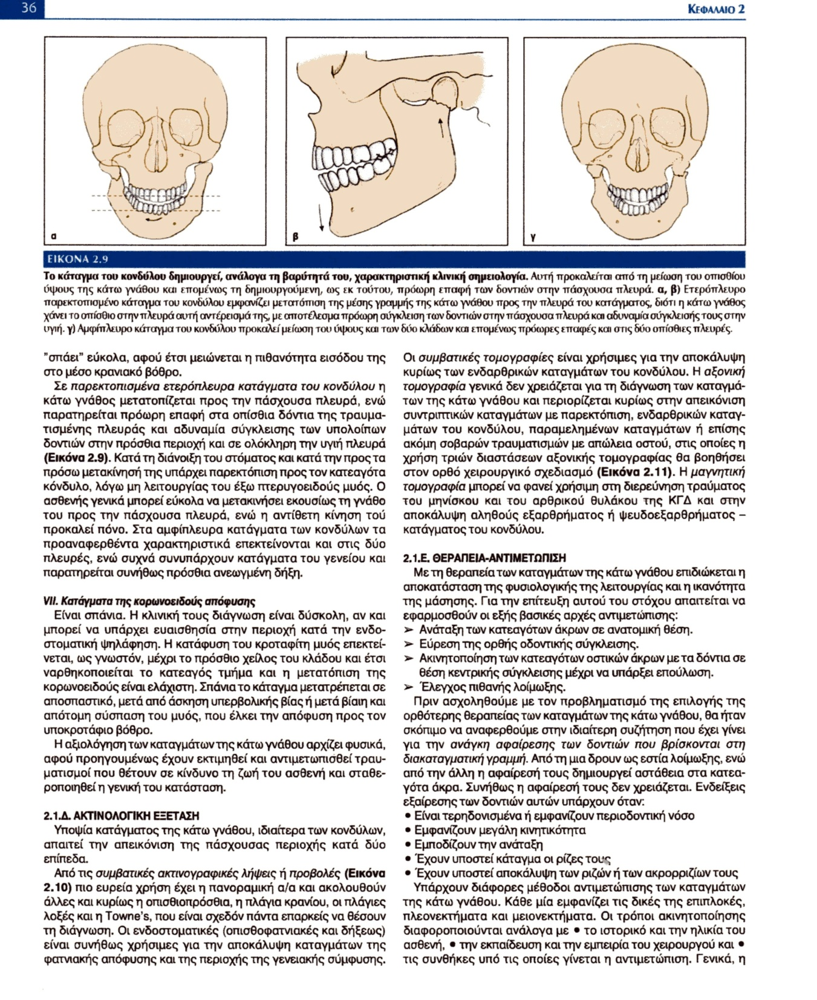 36
ΚΕΦΑΛΑΙΟ 2
α
β
γ
ΕΙΚΟΝΑ 2.9
Το κάταγμα του κονδύλου δημιουργεί, ανάλογα τη βαρύτητά του, χαρακτηριστική κλινική σημειολογία. Αυτή προκαλείται από τη μείωση του οπισθίου
ύψους της κάτω γνάθου και επομένως τη δημιουργούμενη, ως εκ τούτου, πρόωρη επαφή των δοντιών στην πάσχουσα πλευρά. α, β) Ετερόπλευρο
παρεκτοπισμένο κάταγμα του κονδύλου εμφανίζει μετατόπιση της μέσης γραμμής της κάτω γνάθου προς την πλευρά του κατάγματος, διότι η κάτω γνάθος
χάνει το οπίσθιο στην πλευρά αυτή αντέρεισμά της, με αποτέλεσμα πρόωρη σύγκλειση των δοντιών στην πάσχουσα πλευρά και αδυναμία σύγκλεισής τους στην
υγιή. γ) Αμφίπλευρο κάταγμα του κονδύλου προκαλεί μείωση του ύψους και των δύο κλάδων και επομένως πρόωρες επαφές και στις δύο οπίσθιες πλευρές.
"σπάει" εύκολα, αφού έτσι μειώνεται η πιθανότητα εισόδου της
στο μέσο κρανιακό βόθρο.
Σε παρεκτοπισμένα ετερόπλευρα κατάγματα του κονδύλου η
κάτω γνάθος μετατοπίζεται προς την πάσχουσα πλευρά, ενώ
παρατηρείται πρόωρη επαφή στα οπίσθια δόντια της τραυμα-
τισμένης πλευράς και αδυναμία σύγκλεισης των υπολοίπων
δοντιών στην πρόσθια περιοχή και σε ολόκληρη την υγιή πλευρά
(Εικόνα 2.9). Κατά τη διάνοιξη του στόματος και κατά την προς τα
πρόσω μετακίνησή της υπάρχει παρεκτόπιση προς τον κατεαγότα
κόνδυλο, λόγω μη λειτουργίας του έξω πτερυγοειδούς μυός. Ο
ασθενής γενικά μπορεί εύκολα να μετακινήσει εκουσίως τη γνάθο
του προς την πάσχουσα πλευρά, ενώ η αντίθετη κίνηση τού
προκαλεί πόνο. Στα αμφίπλευρα κατάγματα των κονδύλων τα
προαναφερθέντα χαρακτηριστικά επεκτείνονται και στις δύο
πλευρές, ενώ συχνά συνυπάρχουν κατάγματα του γενείου και
παρατηρείται συνήθως πρόσθια ανεωγμένη δήξη.
VII. Κατάγματα της κορωνοειδούς απόφυσης
Είναι σπάνια. Η κλινική τους διάγνωση είναι δύσκολη, αν και
μπορεί να υπάρχει ευαισθησία στην περιοχή κατά την ενδο-
στοματική ψηλάφηση. Η κατάφυση του κροταφίτη μυός επεκτεί-
νεται, ως γνωστόν, μέχρι το πρόσθιο χείλος του κλάδου και έτσι
ναρθηκοποιείται το κατεαγός τμήμα και η μετατόπιση της
κορωνοειδούς είναι ελάχιστη. Σπάνια το κάταγμα μετατρέπεται σε
αποσπαστικό, μετά από άσκηση υπερβολικής βίας ή μετά βίαιη και
απότομη σύσπαση του μυός, που έλκει την απόφυση προς τον
υποκροτάφιο βόθρο.
Η αξιολόγηση των καταγμάτων της κάτω γνάθου αρχίζει φυσικά,
αφού προηγουμένως έχουν εκτιμηθεί και αντιμετωπισθεί τραυ-
ματισμοί που θέτουν σε κίνδυνο τη ζωή του ασθενή και σταθε-
ροποιηθεί η γενική του κατάσταση.
2.1.Δ. ΑΚΤΙΝΟΛΟΓΙΚΗ ΕΞΕΤΑΣΗ
Υποψία κατάγματος της κάτω γνάθου, ιδιαίτερα των κονδύλων,
απαιτεί την απεικόνιση της πάσχουσας περιοχής κατά δύο
επίπεδα.
Από τις συμβατικές ακτινογραφικές λήψεις ή προβολές (Εικόνα
2.10) πιο ευρεία χρήση έχει η πανοραμική α/α και ακολουθούν
άλλες και κυρίως η οπισθιοπρόσθια, η πλάγια κρανίου, οι πλάγιες
λοξές και η Towne's, που είναι σχεδόν πάντα επαρκείς να θέσουν
τη διάγνωση. Οι ενδοστοματικές (οπισθοφατνιακές και δήξεως)
είναι συνήθως χρήσιμες για την αποκάλυψη καταγμάτων της
φατνιακής απόφυσης και της περιοχής της γενειακής σύμφυσης.
Οι συμβατικές τομογραφίες είναι χρήσιμες για την αποκάλυψη
κυρίως των ενδαρθρικών καταγμάτων του κονδύλου. Η αξονική
τομογραφία γενικά δεν χρειάζεται για τη διάγνωση των καταγμά-
των της κάτω γνάθου και περιορίζεται κυρίως στην απεικόνιση
συντριπτικών καταγμάτων με παρεκτόπιση, ενδαρθρικών καταγ-
μάτων του κονδύλου, παραμελημένων καταγμάτων ή επίσης
ακόμη σοβαρών τραυματισμών με απώλεια οστού, στις οποίες η
χρήση τριών διαστάσεων αξονικής τομογραφίας θα βοηθήσει
στον ορθό χειρουργικό σχεδιασμό (Εικόνα 2.11). Η μαγνητική
τομογραφία μπορεί να φανεί χρήσιμη στη διερεύνηση τραύματος
του μηνίσκου και του αρθρικού θυλάκου της ΚΓΔ και στην
αποκάλυψη αληθούς εξαρθρήματος ή ψευδοεξαρθρήματος –
κατάγματος του κονδύλου.
2.1.Ε. ΘΕΡΑΠΕΙΑ-ΑΝΤΙΜΕΤΩΠΙΣΗ
Με τη θεραπεία των καταγμάτων της κάτω γνάθου επιδιώκεται η
αποκατάσταση της φυσιολογικής της λειτουργίας και η ικανότητα
της μάσησης. Για την επίτευξη αυτού του στόχου απαιτείται να
εφαρμοσθούν οι εξής βασικές αρχές αντιμετώπισης:
➢ Ανάταξη των κατεαγότων άκρων σε ανατομική θέση.
➢ Εύρεση της ορθής οδοντικής σύγκλεισης.
➢ Ακινητοποίηση των κατεαγότων οστικών άκρων με τα δόντια σε
θέση κεντρικής σύγκλεισης μέχρι να υπάρξει επούλωση.
➢ Έλεγχος πιθανής λοίμωξης.
Πριν ασχοληθούμε με τον προβληματισμό της επιλογής της
ορθότερης θεραπείας των καταγμάτων της κάτω γνάθου, θα ήταν
σκόπιμο να αναφερθούμε στην ιδιαίτερη συζήτηση που έχει γίνει
για την ανάγκη αφαίρεσης των δοντιών που βρίσκονται στη
διακαταγματική γραμμή. Από τη μια δρουν ως εστία λοίμωξης, ενώ
από την άλλη η αφαίρεσή τους δημιουργεί αστάθεια στα κατεα-
γότα άκρα. Συνήθως η αφαίρεσή τους δεν χρειάζεται. Ενδείξεις
εξαίρεσης των δοντιών αυτών υπάρχουν όταν:
• Είναι τερηδονισμένα ή εμφανίζουν περιοδοντική νόσο
• Εμφανίζουν μεγάλη κινητικότητα
• Εμποδίζουν την ανάταξη
• Έχουν υποστεί κάταγμα οι ρίζες τους
• Έχουν υποστεί αποκάλυψη των ριζών ή των ακρορριζίων τους
Υπάρχουν διάφορες μέθοδοι αντιμετώπισης των καταγμάτων
της κάτω γνάθου. Κάθε μία εμφανίζει τις δικές της επιπλοκές,
πλεονεκτήματα και μειονεκτήματα. Οι τρόποι ακινητοποίησης
διαφοροποιούνται ανάλογα με • το ιστορικό και την ηλικία του
ασθενή, • την εκπαίδευση και την εμπειρία του χειρουργού και •
τις συνθήκες υπό τις οποίες γίνεται η αντιμετώπιση. Γενικά, η